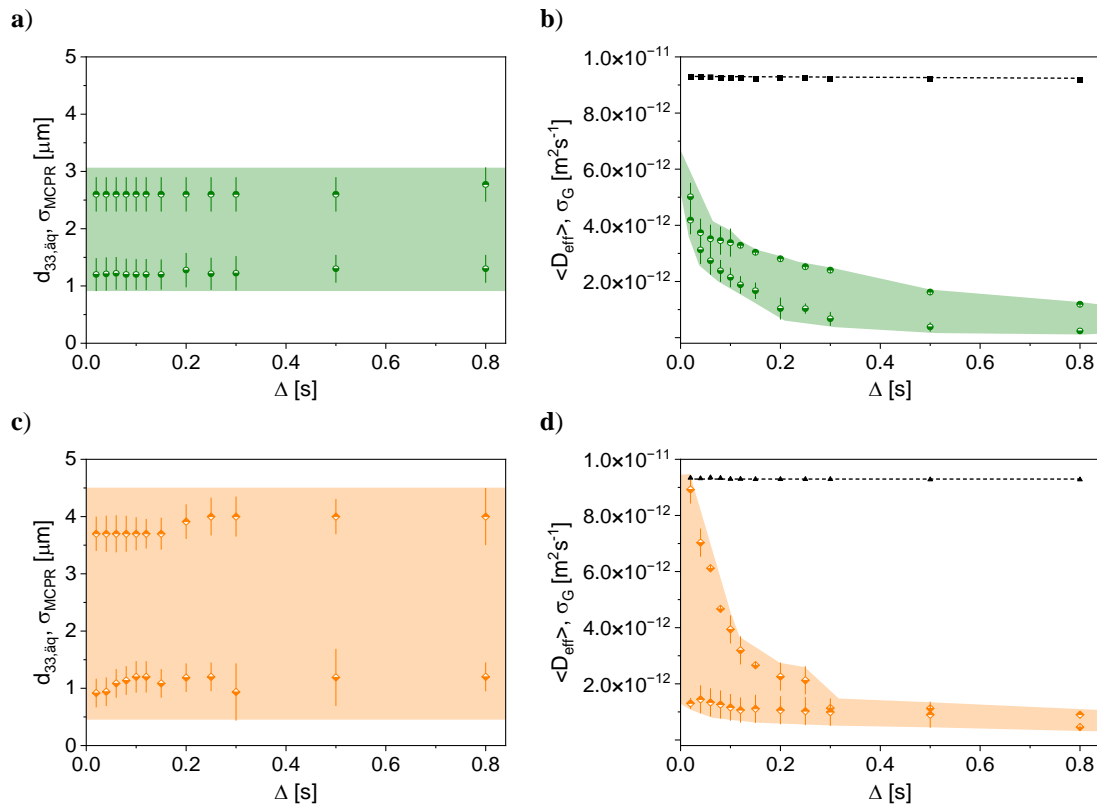 a)
d33,äq, σMCPR [µm]
5
4
3
2
1
0
0.0 0.2 0.4 0.6 0.8
Δ [s]
b)
<Deff>, σG [m²s⁻¹]
1.0×10⁻¹¹
8.0×10⁻¹²
6.0×10⁻¹²
4.0×10⁻¹²
2.0×10⁻¹²
0.0 0.2 0.4 0.6 0.8
Δ [s]
c)
d33,äq, σMCPR [µm]
5
4
3
2
1
0
0.0 0.2 0.4 0.6 0.8
Δ [s]
d)
<Deff>, σG [m²s⁻¹]
1.0×10⁻¹¹
8.0×10⁻¹²
6.0×10⁻¹²
4.0×10⁻¹²
2.0×10⁻¹²
0.0 0.2 0.4 0.6 0.8
Δ [s]